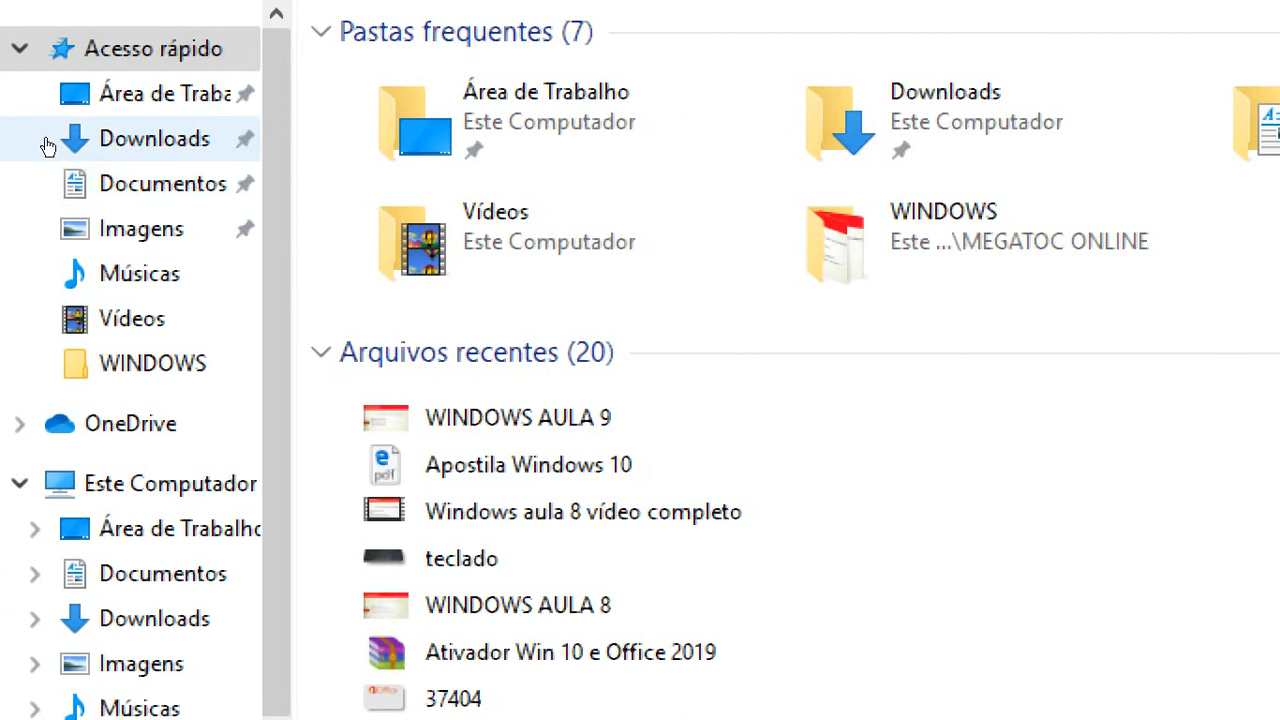 Acesso rápido
Área de Traba
Downloads
Documentos
Imagens
Músicas
Vídeos
WINDOWS
OneDrive
Este Computador
Área de Trabalho
Documentos
Downloads
Imagens
Músicas
Pastas frequentes (7)
Área de Trabalho
Este Computador
Downloads
Este Computador
Vídeos
Este Computador
WINDOWS
Este ...\MEGATOC ONLINE
Arquivos recentes (20)
WINDOWS AULA 9
Apostila Windows 10
Windows aula 8 vídeo completo
teclado
WINDOWS AULA 8
Ativador Win 10 e Office 2019
37404